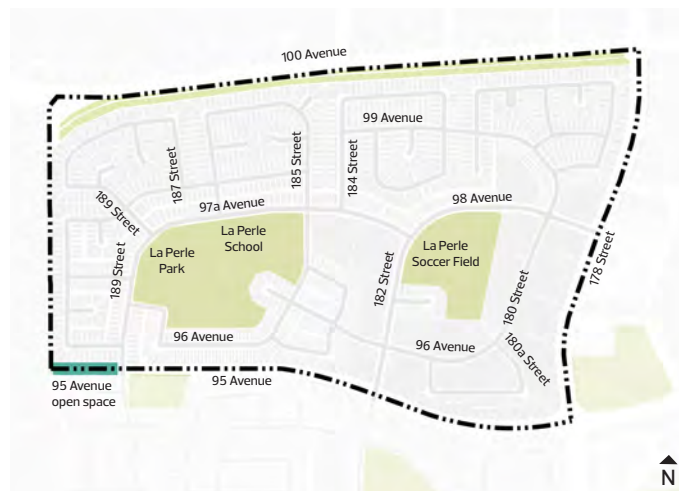 100 Avenue
99 Avenue
187 Street
185 Street
184 Street
189 Street
97a Avenue
98 Avenue
La Perle
School
La Perle
Park
La Perle
Soccer Field
189 Street
182 Street
180 Street
178 Street
96 Avenue
96 Avenue
180a Street
95 Avenue
95 Avenue
open space
N